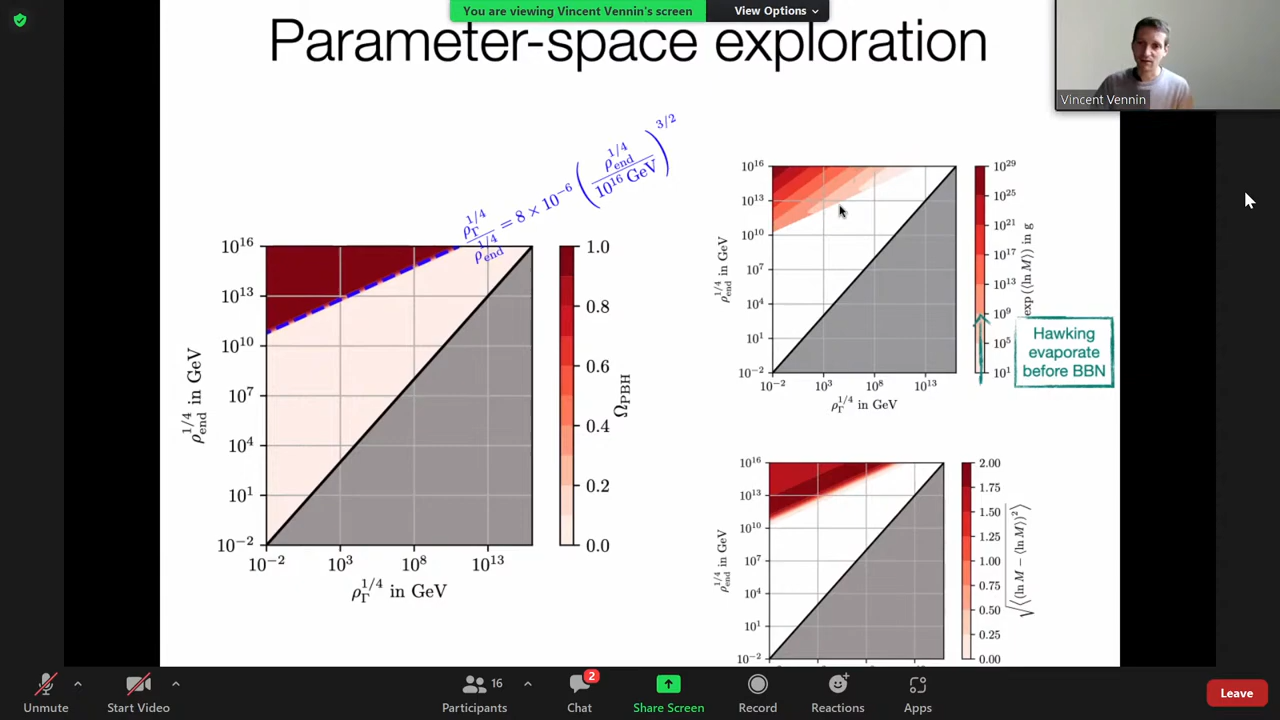 You are viewing Vincent Vennin's screen
View Options
Parameter-space exploration
Vincent Vennin
ρ_Γ^{1/4} / ρ_end^{1/4} = 8 × 10^{-6} (ρ_end^{1/4} / 10^{16} GeV)^{3/2}
10^{16}
10^{13}
10^{10}
10^{7}
10^{4}
10^{1}
10^{-2}
ρ_end^{1/4} in GeV
10^{-2} 10^{3} 10^{8} 10^{13}
ρ_Γ^{1/4} in GeV
1.0
0.8
0.6
0.4
0.2
0.0
Ω_PBH
10^{16}
10^{13}
10^{10}
10^{7}
10^{4}
10^{1}
10^{-2}
ρ_end^{1/4} in GeV
10^{-2} 10^{3} 10^{8} 10^{13}
ρ_Γ^{1/4} in GeV
10^{29}
10^{25}
10^{21}
10^{17}
10^{13}
10^{9}
10^{5}
10^{1}
exp(⟨ln M⟩) in g
Hawking
evaporate
before BBN
10^{16}
10^{13}
10^{10}
10^{7}
10^{4}
10^{1}
10^{-2}
ρ_end^{1/4} in GeV
2.00
1.75
1.50
1.25
1.00
0.75
0.50
0.25
0.00
√⟨(ln M − ⟨ln M⟩)^2⟩
Unmute
Start Video
16
Participants
2
Chat
Share Screen
Record
Reactions
Apps
Leave